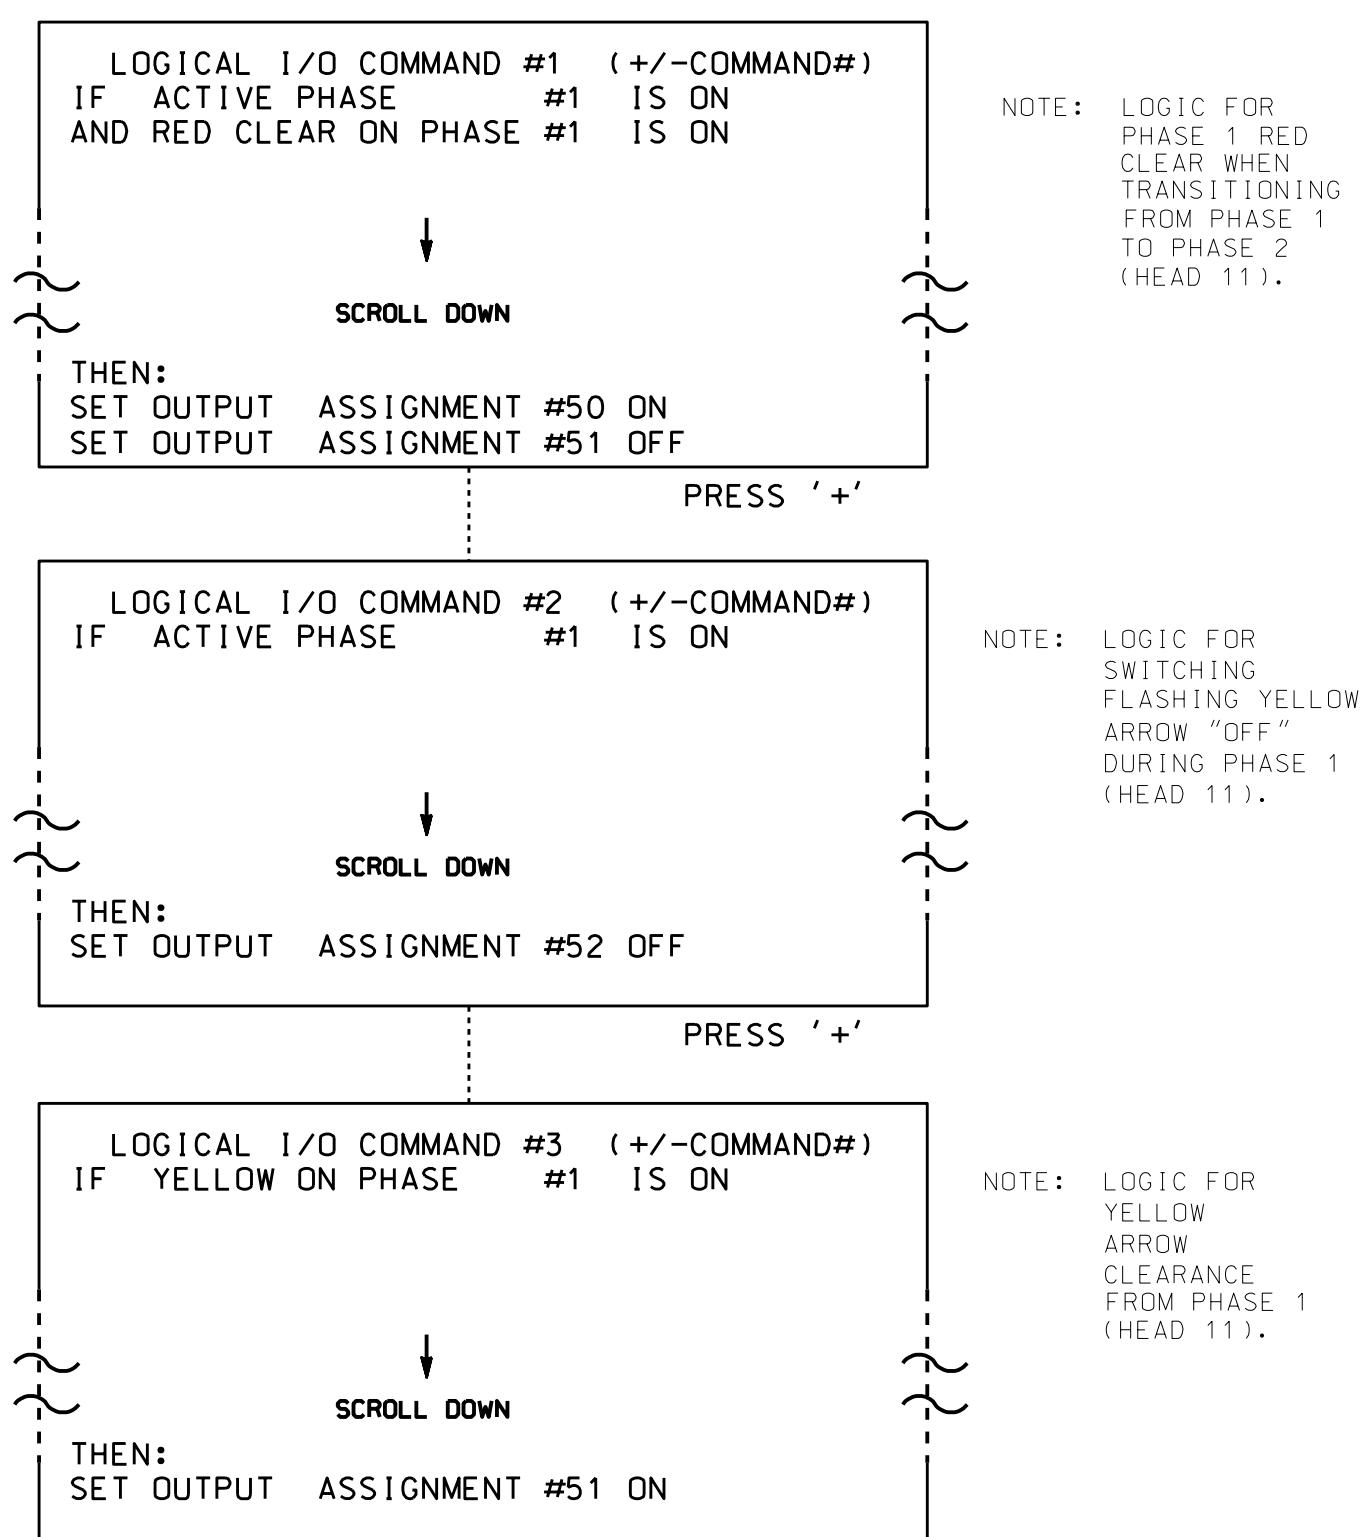 LOGICAL I/O COMMAND #1 (+/-COMMAND#)
IF ACTIVE PHASE #1 IS ON
AND RED CLEAR ON PHASE #1 IS ON
SCROLL DOWN
THEN:
SET OUTPUT ASSIGNMENT #50 ON
SET OUTPUT ASSIGNMENT #51 OFF
NOTE: LOGIC FOR
PHASE 1 RED
CLEAR WHEN
TRANSITIONING
FROM PHASE 1
TO PHASE 2
(HEAD 11).
PRESS '+'
LOGICAL I/O COMMAND #2 (+/-COMMAND#)
IF ACTIVE PHASE #1 IS ON
SCROLL DOWN
THEN:
SET OUTPUT ASSIGNMENT #52 OFF
NOTE: LOGIC FOR
SWITCHING
FLASHING YELLOW
ARROW "OFF"
DURING PHASE 1
(HEAD 11).
PRESS '+'
LOGICAL I/O COMMAND #3 (+/-COMMAND#)
IF YELLOW ON PHASE #1 IS ON
SCROLL DOWN
THEN:
SET OUTPUT ASSIGNMENT #51 ON
NOTE: LOGIC FOR
YELLOW
ARROW
CLEARANCE
FROM PHASE 1
(HEAD 11).